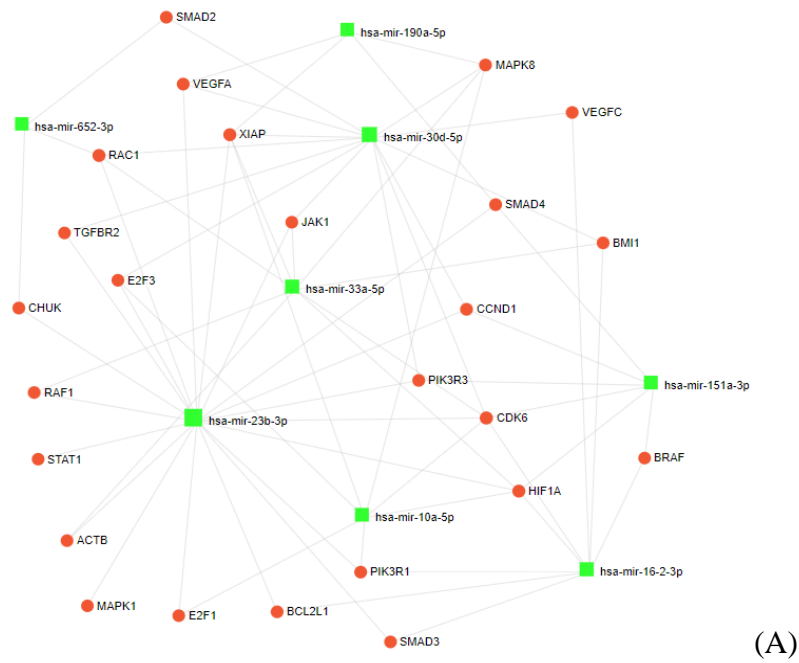 SMAD2
hsa-mir-190a-5p
MAPK8
VEGFA
VEGFC
hsa-mir-652-3p
XIAP
hsa-mir-30d-5p
RAC1
SMAD4
JAK1
TGFBR2
BMI1
E2F3
hsa-mir-33a-5p
CHUK
CCND1
PIK3R3
hsa-mir-151a-3p
RAF1
hsa-mir-23b-3p
CDK6
STAT1
BRAF
HIF1A
hsa-mir-10a-5p
ACTB
PIK3R1
hsa-mir-16-2-3p
MAPK1
E2F1
BCL2L1
SMAD3
(A)